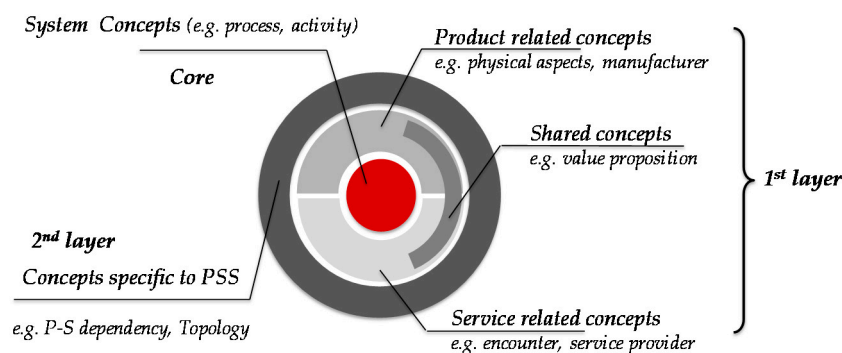 System Concepts (e.g. process, activity)
Core
Product related concepts
e.g. physical aspects, manufacturer
Shared concepts
e.g. value proposition
1st layer
2nd layer
Concepts specific to PSS
e.g. P-S dependency, Topology
Service related concepts
e.g. encounter, service provider